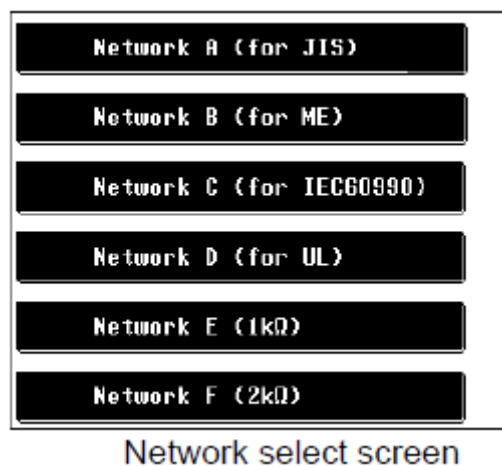 Network A (for JIS)
Network B (for ME)
Network C (for IEC60990)
Network D (for UL)
Network E (1kΩ)
Network F (2kΩ)
Network select screen